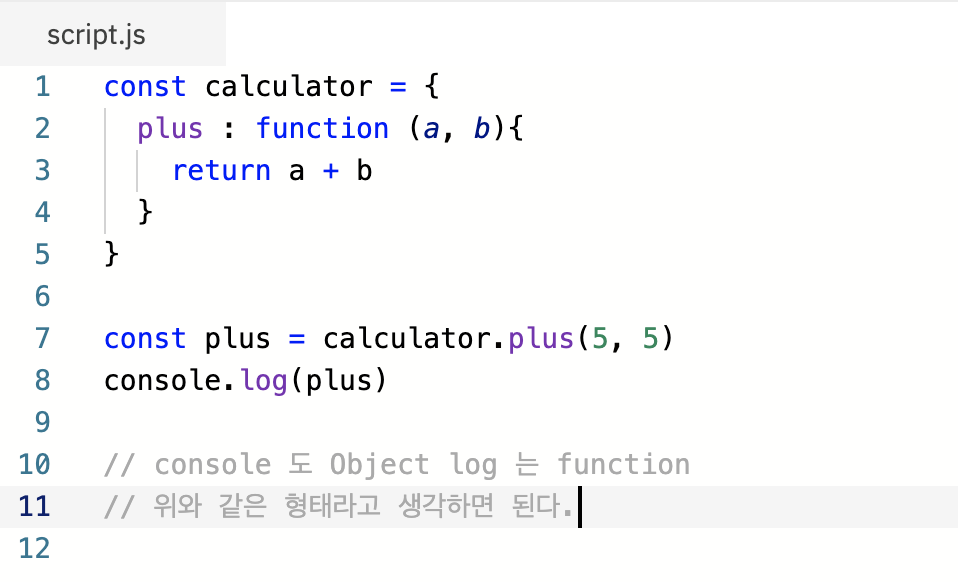 script.js
1 const calculator = {
2 plus : function (a, b){
3 return a + b
4 }
5 }
6
7 const plus = calculator.plus(5, 5)
8 console.log(plus)
9
10 // console 도 Object log 는 function
11 // 위와 같은 형태라고 생각하면 된다.
12